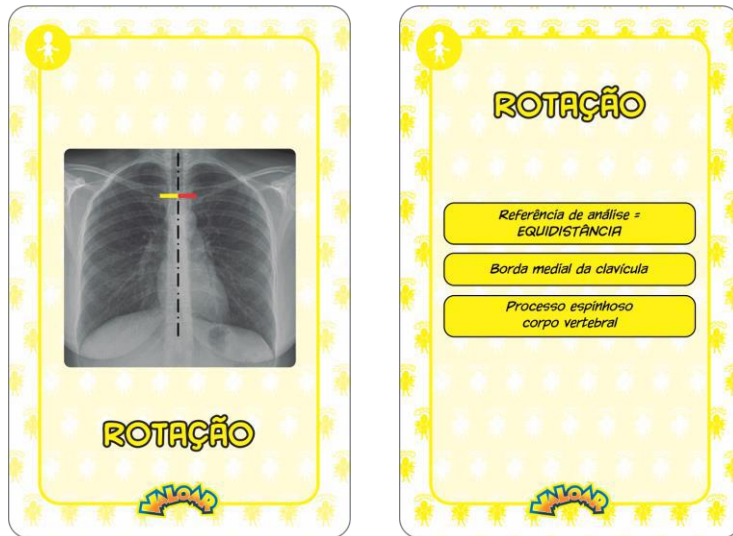 ROTAÇÃO
VALOAR
ROTAÇÃO
Referência de análise =
EQUIDISTÂNCIA
Borda medial da clavícula
Processo espinhoso
corpo vertebral
VALOAR